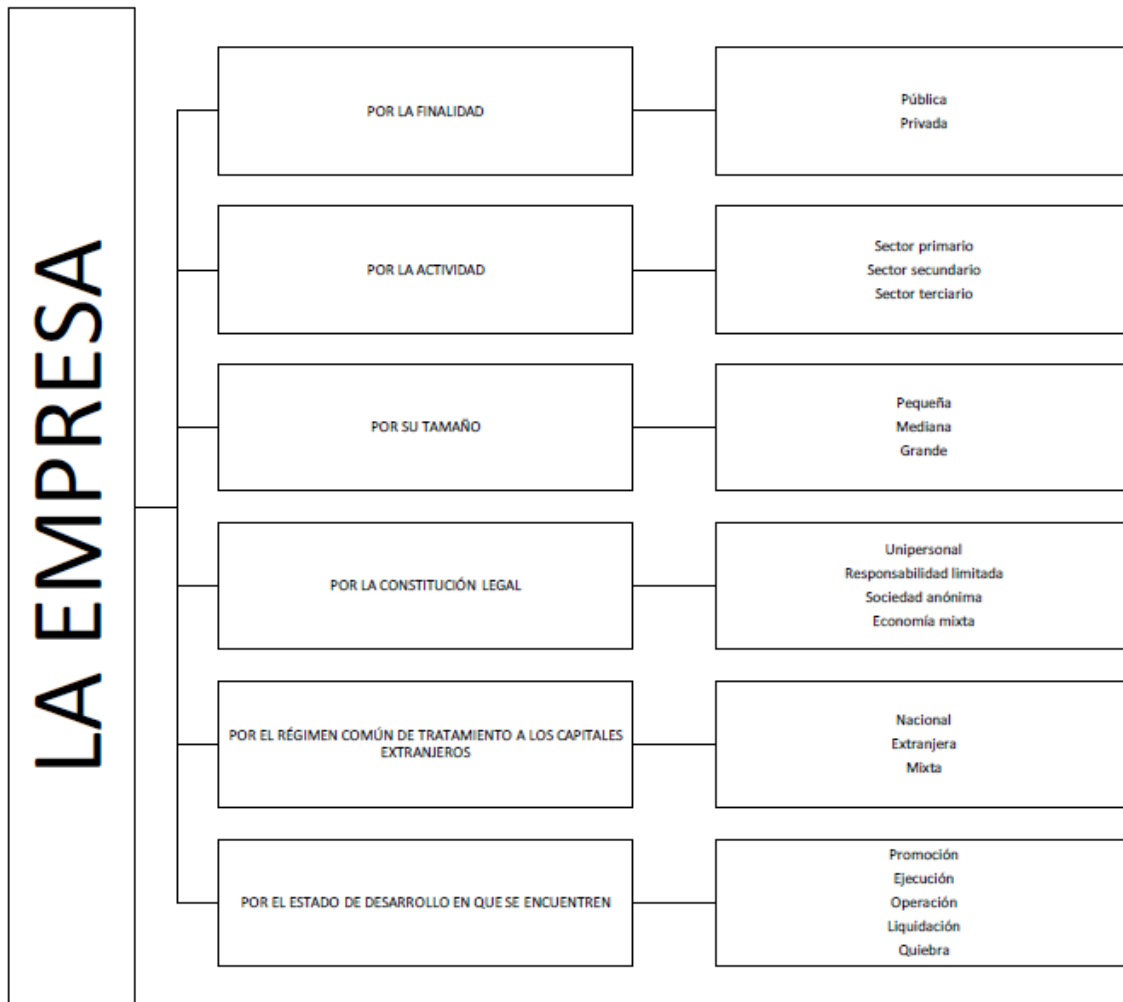 LA EMPRESA
POR LA FINALIDAD
Pública
Privada
POR LA ACTIVIDAD
Sector primario
Sector secundario
Sector terciario
POR SU TAMAÑO
Pequeña
Mediana
Grande
POR LA CONSTITUCIÓN LEGAL
Unipersonal
Responsabilidad limitada
Sociedad anónima
Economía mixta
POR EL RÉGIMEN COMÚN DE TRATAMIENTO A LOS CAPITALES
EXTRANJEROS
Nacional
Extranjera
Mixta
POR EL ESTADO DE DESARROLLO EN QUE SE ENCUENTREN
Promoción
Ejecución
Operación
Liquidación
Quiebra